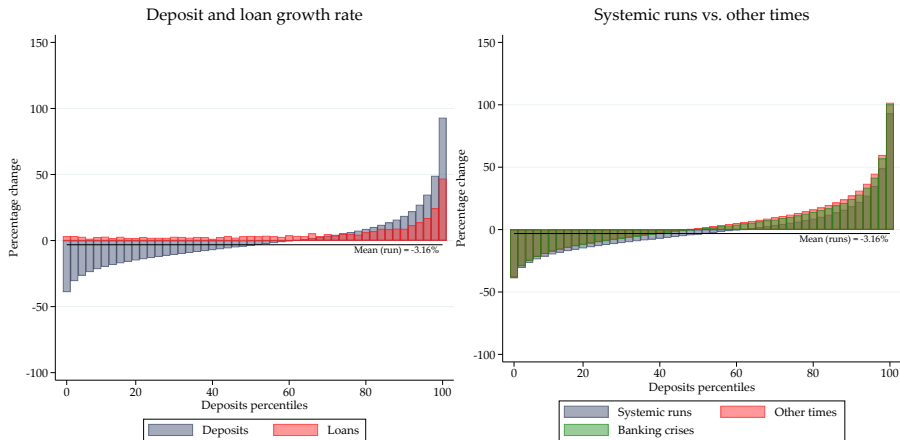 Deposit and loan growth rate
150
100
50
0
-50
-100
Percentage change
Mean (run) = -3.16%
0
20
40
60
80
100
Deposits percentiles
Deposits
Loans
Systemic runs vs. other times
150
100
50
0
-50
-100
Percentage change
Mean (runs) = -3.16%
0
20
40
60
80
100
Deposits percentiles
Systemic runs
Other times
Banking crises